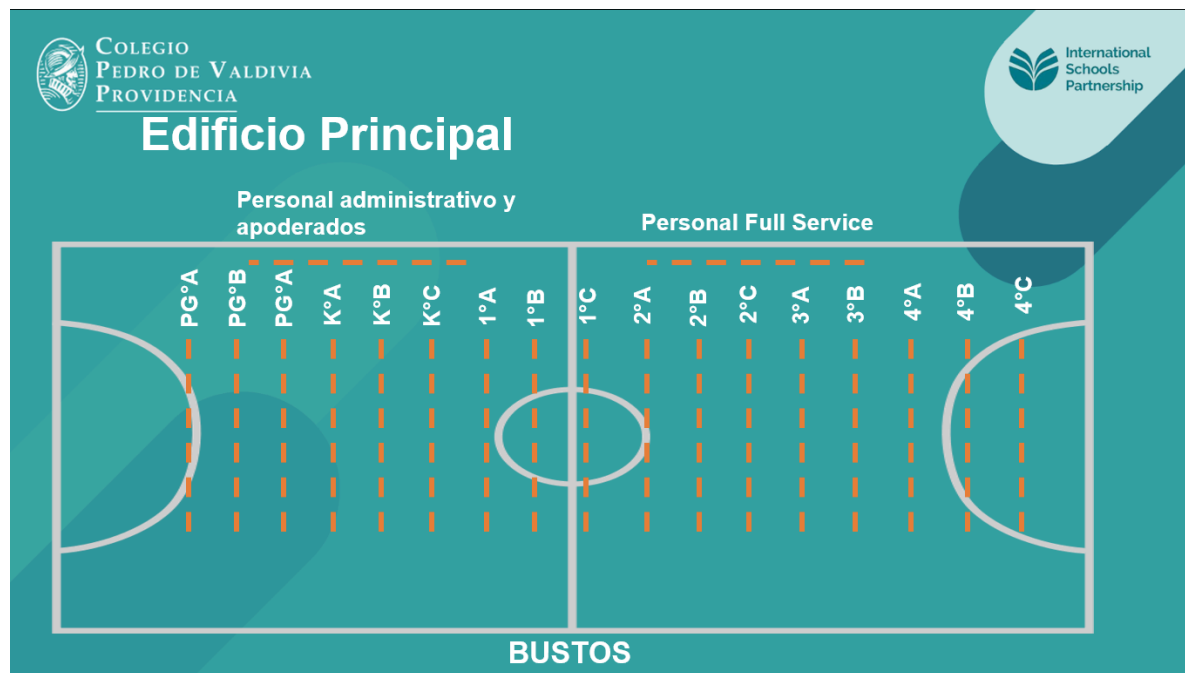 COLEGIO
PEDRO DE VALDIVIA
PROVIDENCIA
International
Schools
Partnership
Edificio Principal
Personal administrativo y
apoderados
Personal Full Service
PG°A
PG°B
PG°A
K°A
K°B
K°C
1°A
1°B
1°C
2°A
2°B
2°C
3°A
3°B
4°A
4°B
4°C
BUSTOS